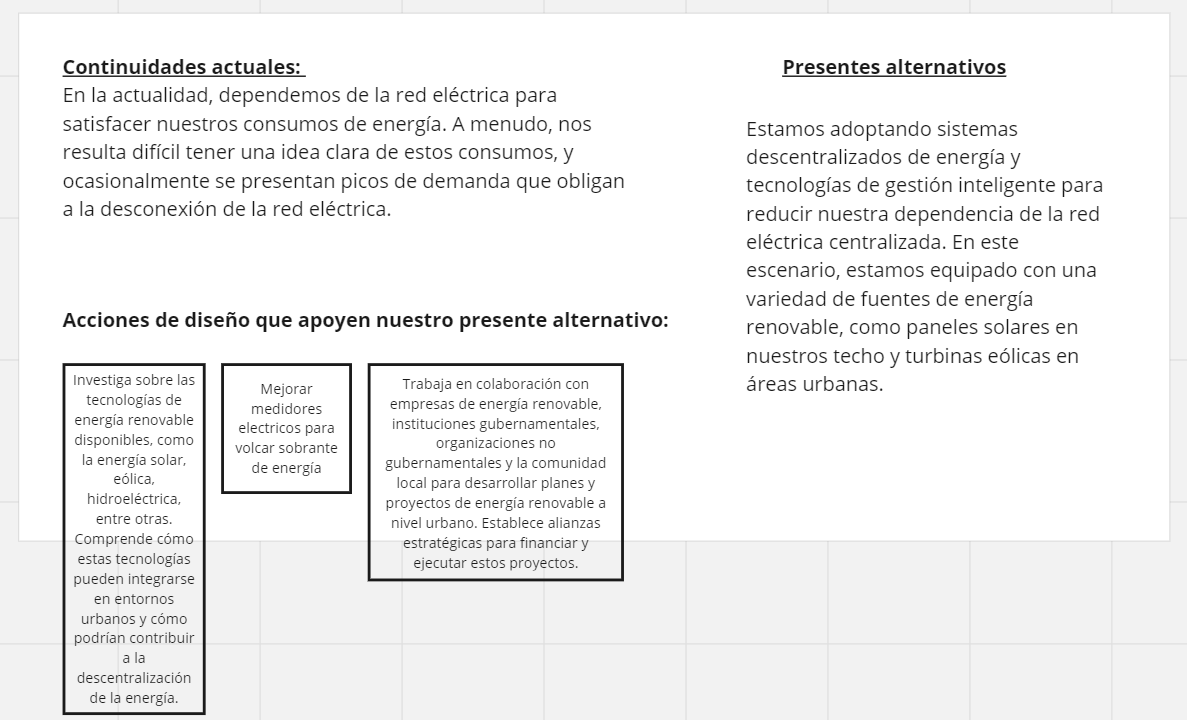 Continuidades actuales:
En la actualidad, dependemos de la red eléctrica para
satisfacer nuestros consumos de energía. A menudo, nos
resulta difícil tener una idea clara de estos consumos, y
ocasionalmente se presentan picos de demanda que obligan
a la desconexión de la red eléctrica.
Presentes alternativos
Estamos adoptando sistemas
descentralizados de energía y
tecnologías de gestión inteligente para
reducir nuestra dependencia de la red
eléctrica centralizada. En este
escenario, estamos equipado con una
variedad de fuentes de energía
renovable, como paneles solares en
nuestros techo y turbinas eólicas en
áreas urbanas.
Acciones de diseño que apoyen nuestro presente alternativo:
Investiga sobre las
tecnologías de
energía renovable
disponibles, como
la energía solar,
eólica,
hidroeléctrica,
entre otras.
Comprende cómo
estas tecnologías
pueden integrarse
en entornos
urbanos y cómo
podrían contribuir
a la
descentralización
de la energía.
Mejorar
medidores
electricos para
volcar sobrante
de energía
Trabaja en colaboración con
empresas de energía renovable,
instituciones gubernamentales,
organizaciones no
gubernamentales y la comunidad
local para desarrollar planes y
proyectos de energía renovable a
nivel urbano. Establece alianzas
estratégicas para financiar y
ejecutar estos proyectos.